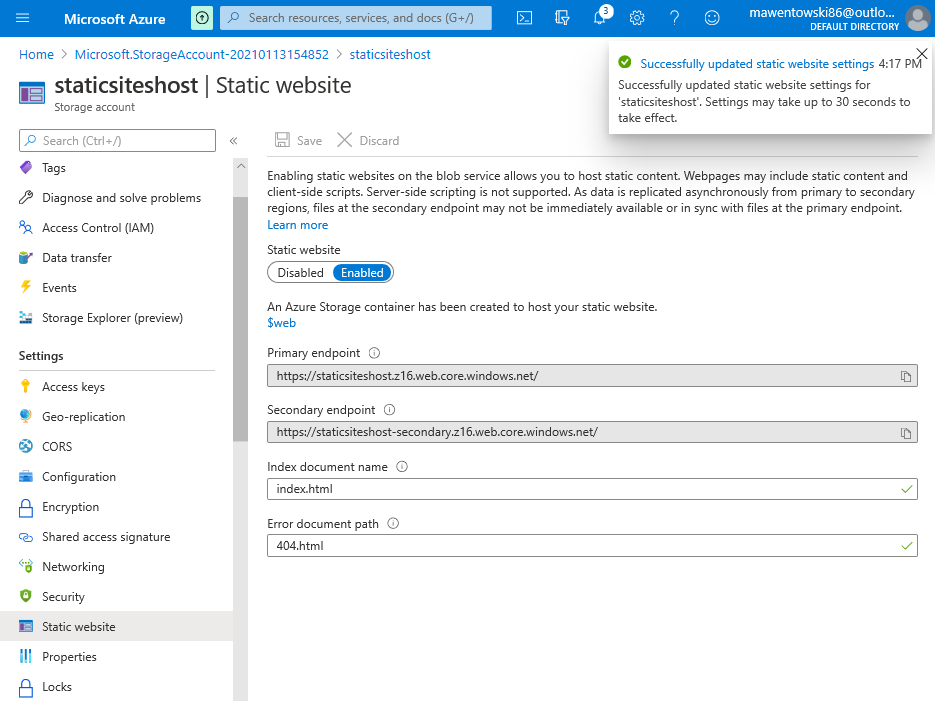 Microsoft Azure
Search resources, services, and docs (G+/)
3
mawentowski86@outlo...
DEFAULT DIRECTORY
Home > Microsoft.StorageAccount-20210113154852 > staticsiteshost
staticsiteshost | Static website
Storage account
Successfully updated static website settings 4:17 PM
Successfully updated static website settings for
'staticsiteshost'. Settings may take up to 30 seconds to
take effect.
Search (Ctrl+/)
«
Tags
Diagnose and solve problems
Access Control (IAM)
Data transfer
Events
Storage Explorer (preview)
Settings
Access keys
Geo-replication
CORS
Configuration
Encryption
Shared access signature
Networking
Security
Static website
Properties
Locks
Save
Discard
Enabling static websites on the blob service allows you to host static content. Webpages may include static content and
client-side scripts. Server-side scripting is not supported. As data is replicated asynchronously from primary to secondary
regions, files at the secondary endpoint may not be immediately available or in sync with files at the primary endpoint.
Learn more
Static website
Disabled Enabled
An Azure Storage container has been created to host your static website.
$web
Primary endpoint
https://staticsiteshost.z16.web.core.windows.net/
Secondary endpoint
https://staticsiteshost-secondary.z16.web.core.windows.net/
Index document name
index.html
Error document path
404.html